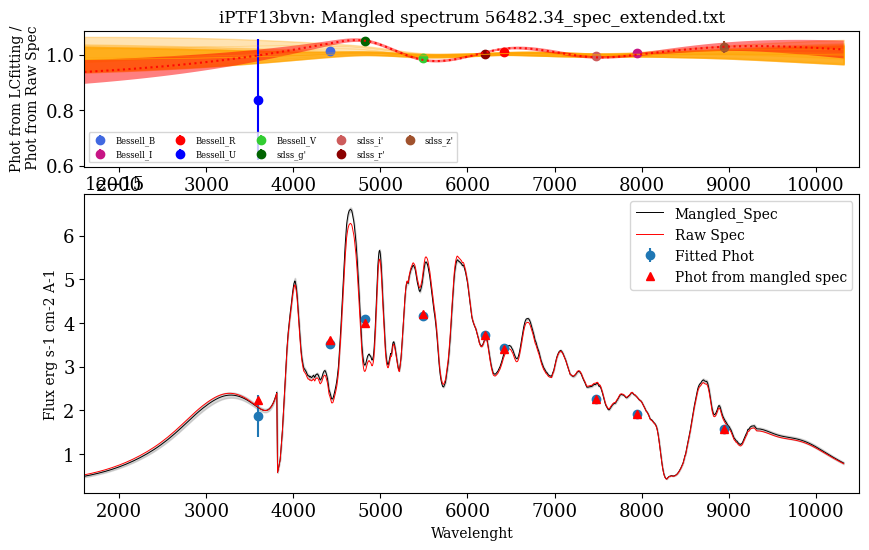 iPTF13bvn: Mangled spectrum 56482.34_spec_extended.txt
Phot from LCfitting /
Phot from Raw Spec
1.0
0.8
0.6
Bessell_B
Bessell_R
Bessell_V
sdss_i'
sdss_z'
Bessell_I
Bessell_U
sdss_g'
sdss_r'
2000 3000 4000 5000 6000 7000 8000 9000 10000
1e−15
Flux erg s-1 cm-2 A-1
6
5
4
3
2
1
Mangled_Spec
Raw Spec
Fitted Phot
Phot from mangled spec
2000 3000 4000 5000 6000 7000 8000 9000 10000
Wavelenght